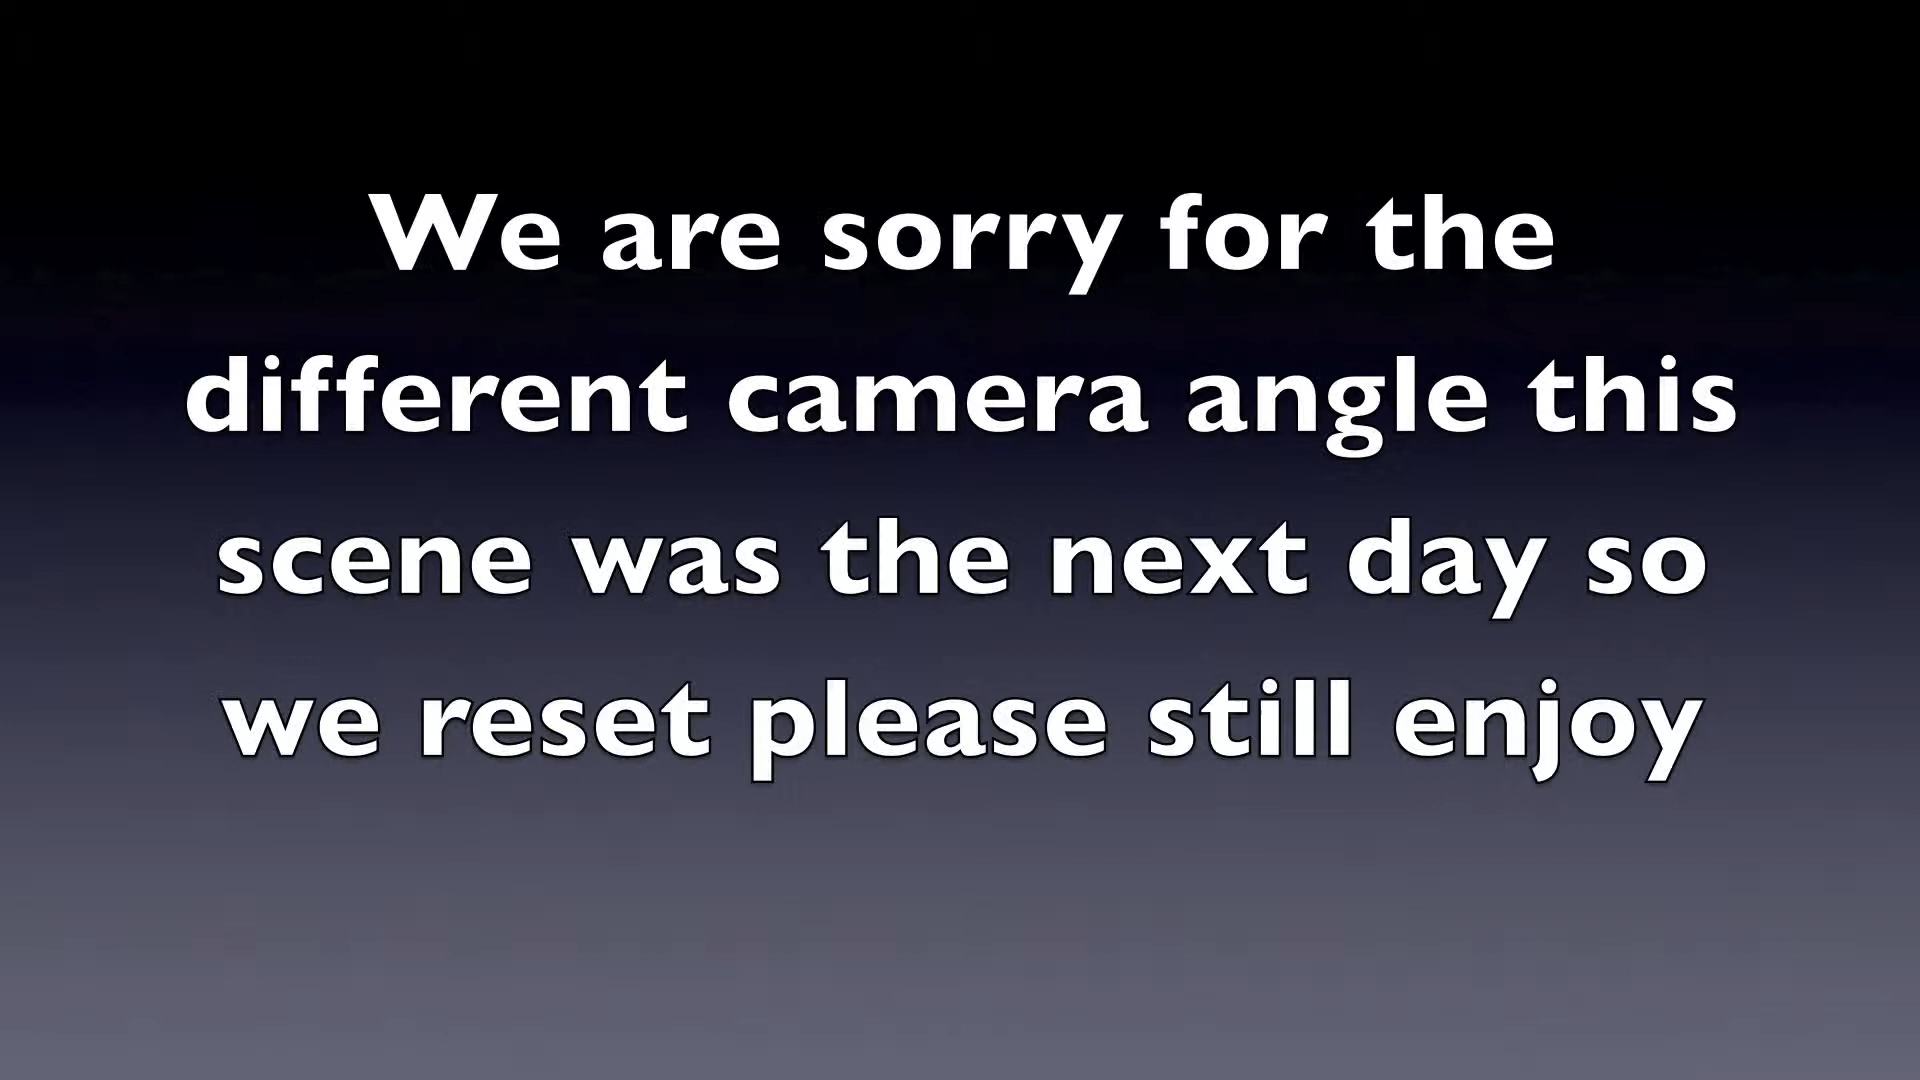 We are sorry for the
different camera angle this
scene was the next day so
we reset please still enjoy